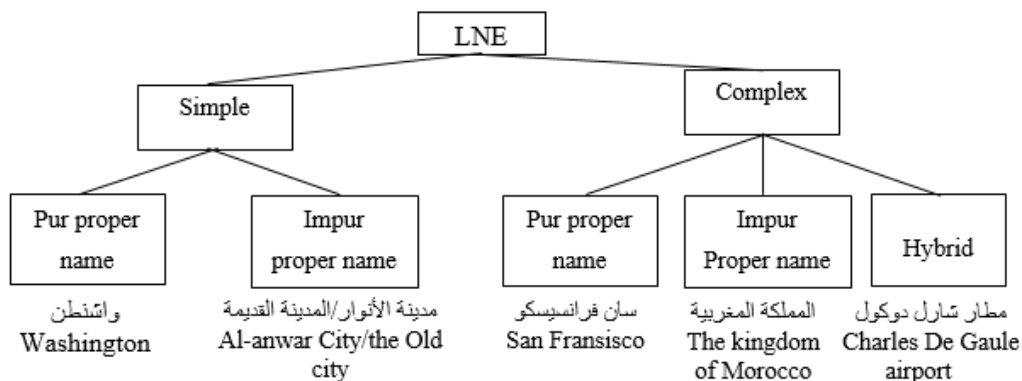 LNE
Simple
Complex
Pur proper
name
Impur
proper name
Pur proper
name
Impur
Proper name
Hybrid
واشنطن
Washington
مدينة الأنوار/المدينة القديمة
Al-anwar City/the Old
city
سان فرانسيسكو
San Fransisco
المملكة المغربية
The kingdom
of Morocco
مطار شارل دوكول
Charles De Gaule
airport